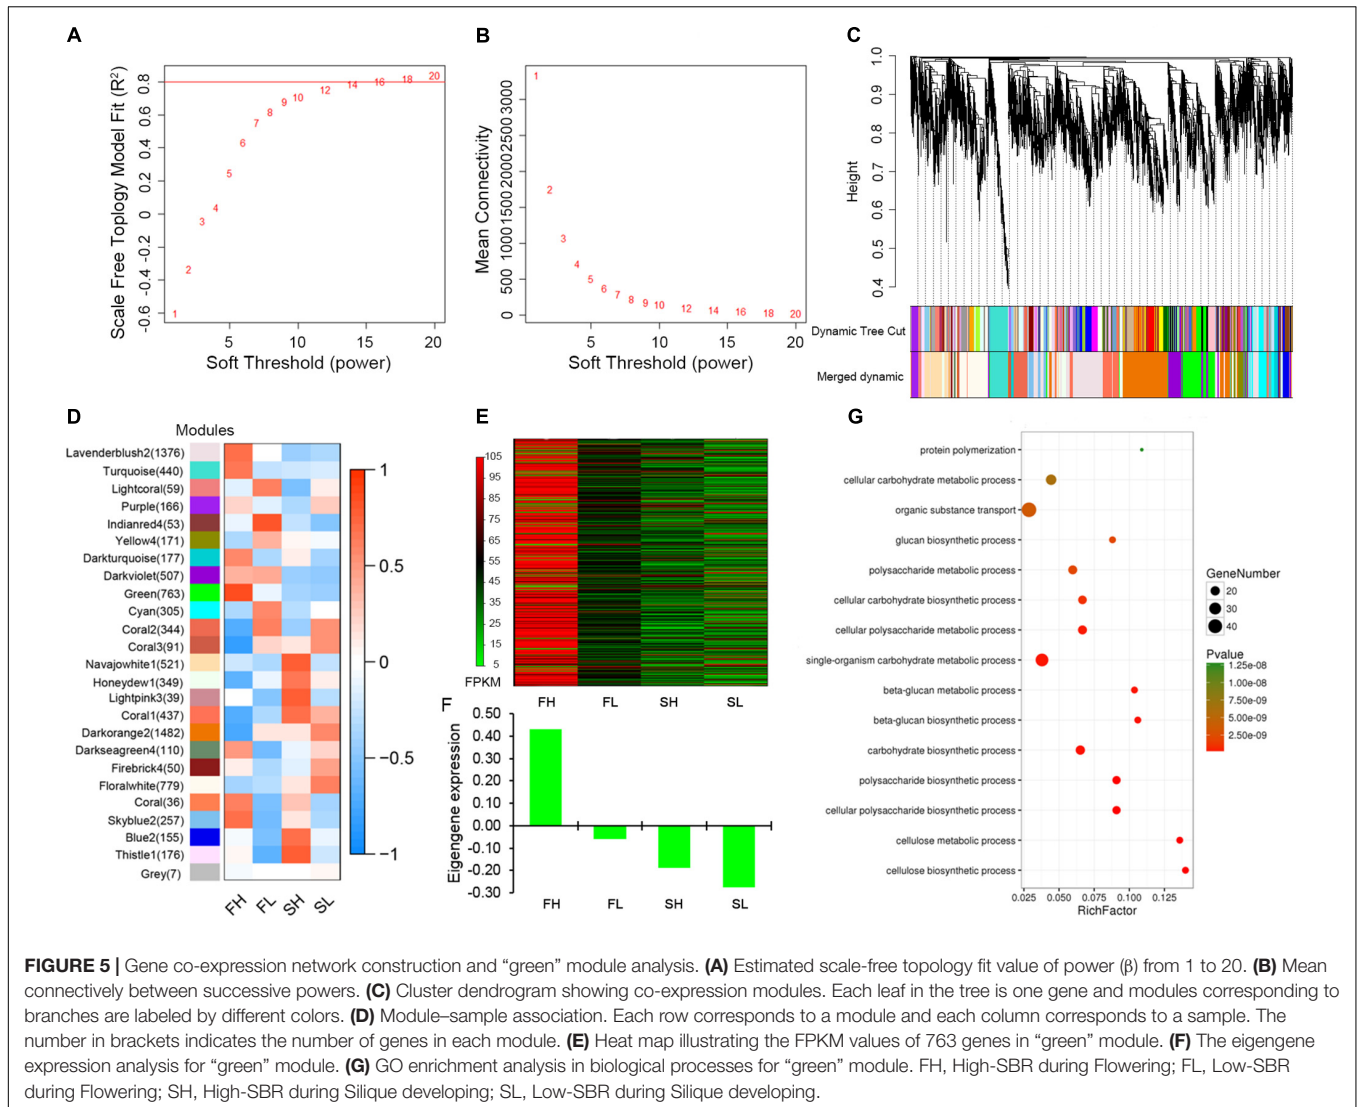 A
Scale Free Toplogy Model Fit (R²)
0.8
0.6
0.4
0.2
0
-0.2
-0.4
-0.6
1
2
3
4
5
6
7
8
9
10
12
14
16
18
20
5 10 15 20
Soft Threshold (power)
B
Mean Connectivity
0 500 1000 1500 2000 2500 3000
1
2
3
4
5
6
7
8
9
10
12
14
16
18
20
5 10 15 20
Soft Threshold (power)
C
Height
1.0
0.9
0.8
0.7
0.6
0.5
0.4
Dynamic Tree Cut
Merged dynamic
D
Modules
Lavenderblush2(1376)
Turquoise(440)
Lightcoral(59)
Purple(166)
Indianred4(53)
Yellow4(171)
Darkturquoise(177)
Darkviolet(507)
Green(763)
Cyan(305)
Coral2(344)
Coral3(91)
Navajowhite1(521)
Honeydew1(349)
Lightpink3(39)
Coral1(437)
Darkorange2(1482)
Darkseagreen4(110)
Firebrick4(50)
Floralwhite(779)
Coral(36)
Skyblue2(257)
Blue2(155)
Thistle1(176)
Grey(7)
FH FL SH SL
1
0.5
0
−0.5
−1
E
105
95
85
75
65
55
45
35
25
15
5
FPKM
FH FL SH SL
F
Eigengene expression
0.50
0.40
0.30
0.20
0.10
0.00
-0.10
-0.20
-0.30
FH FL SH SL
G
protein polymerization
cellular carbohydrate metabolic process
organic substance transport
glucan biosynthetic process
polysaccharide metabolic process
cellular carbohydrate biosynthetic process
cellular polysaccharide metabolic process
single-organism carbohydrate metabolic process
beta-glucan metabolic process
beta-glucan biosynthetic process
carbohydrate biosynthetic process
polysaccharide biosynthetic process
cellular polysaccharide biosynthetic process
cellulose metabolic process
cellulose biosynthetic process
0.025 0.050 0.075 0.100 0.125
RichFactor
GeneNumber
20
30
40
Pvalue
1.25e-08
1.00e-08
7.50e-09
5.00e-09
2.50e-09
FIGURE 5 | Gene co-expression network construction and “green” module analysis. (A) Estimated scale-free topology fit value of power (β) from 1 to 20. (B) Mean
connectively between successive powers. (C) Cluster dendrogram showing co-expression modules. Each leaf in the tree is one gene and modules corresponding to
branches are labeled by different colors. (D) Module–sample association. Each row corresponds to a module and each column corresponds to a sample. The
number in brackets indicates the number of genes in each module. (E) Heat map illustrating the FPKM values of 763 genes in “green” module. (F) The eigengene
expression analysis for “green” module. (G) GO enrichment analysis in biological processes for “green” module. FH, High-SBR during Flowering; FL, Low-SBR
during Flowering; SH, High-SBR during Silique developing; SL, Low-SBR during Silique developing.